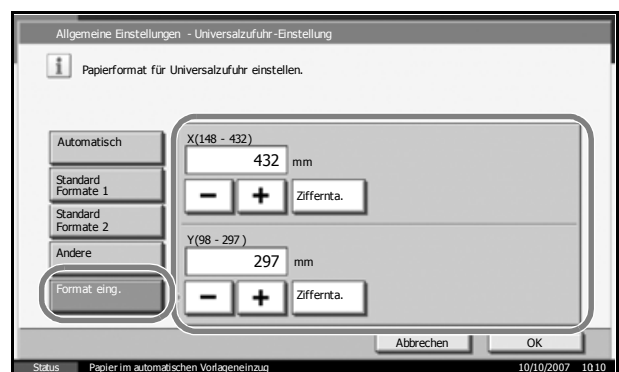 Allgemeine Einstellungen - Universalzufuhr-Einstellung
Papierformat für Universalzufuhr einstellen.
Automatisch
Standard
Formate 1
Standard
Formate 2
Andere
Format eing.
X(148 - 432)
432 mm
− + Ziffernta.
Y(98 - 297)
297 mm
− + Ziffernta.
Abbrechen OK
Status Papier im automatischen Vorlageneinzug 10/10/2007 10:10